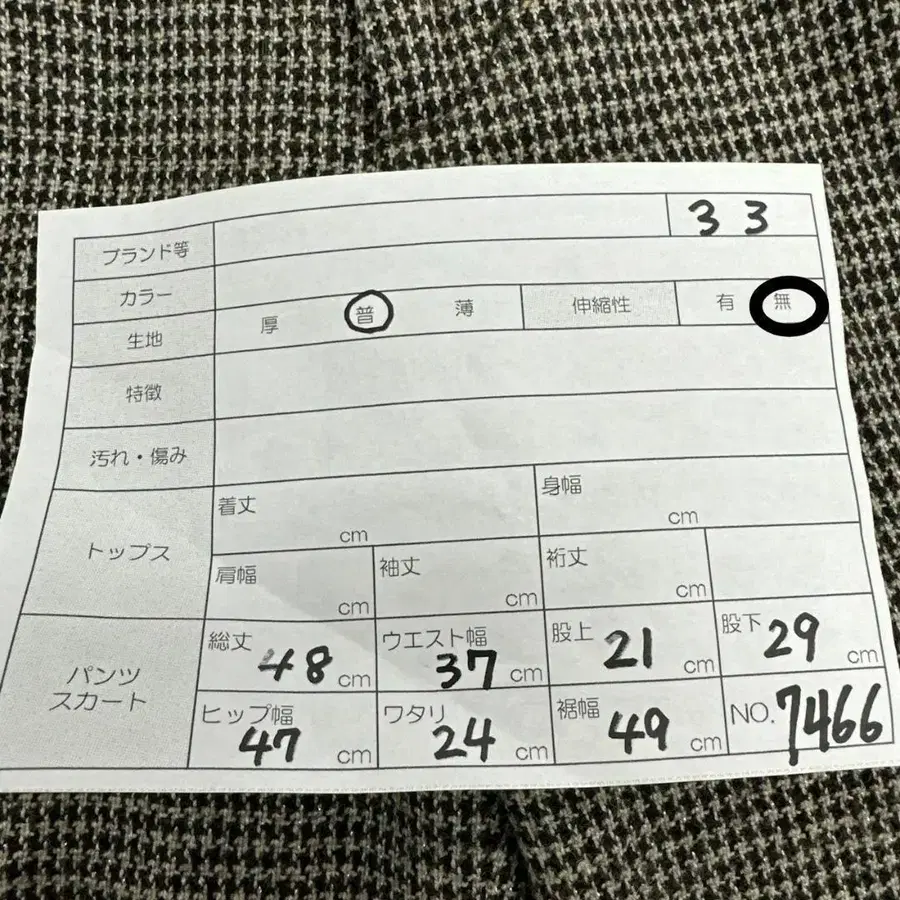 33
ブランド等
カラー
生地 厚 普 薄 伸縮性 有 無
特徴
汚れ・傷み
トップス
着丈 cm 身幅 cm
肩幅 cm 袖丈 cm 裄丈 cm
パンツ
スカート
総丈 48 cm ウエスト幅 37 cm 股上 21 cm 股下 29 cm
ヒップ幅 47 cm ワタリ 24 cm 裾幅 49 cm NO. 7466